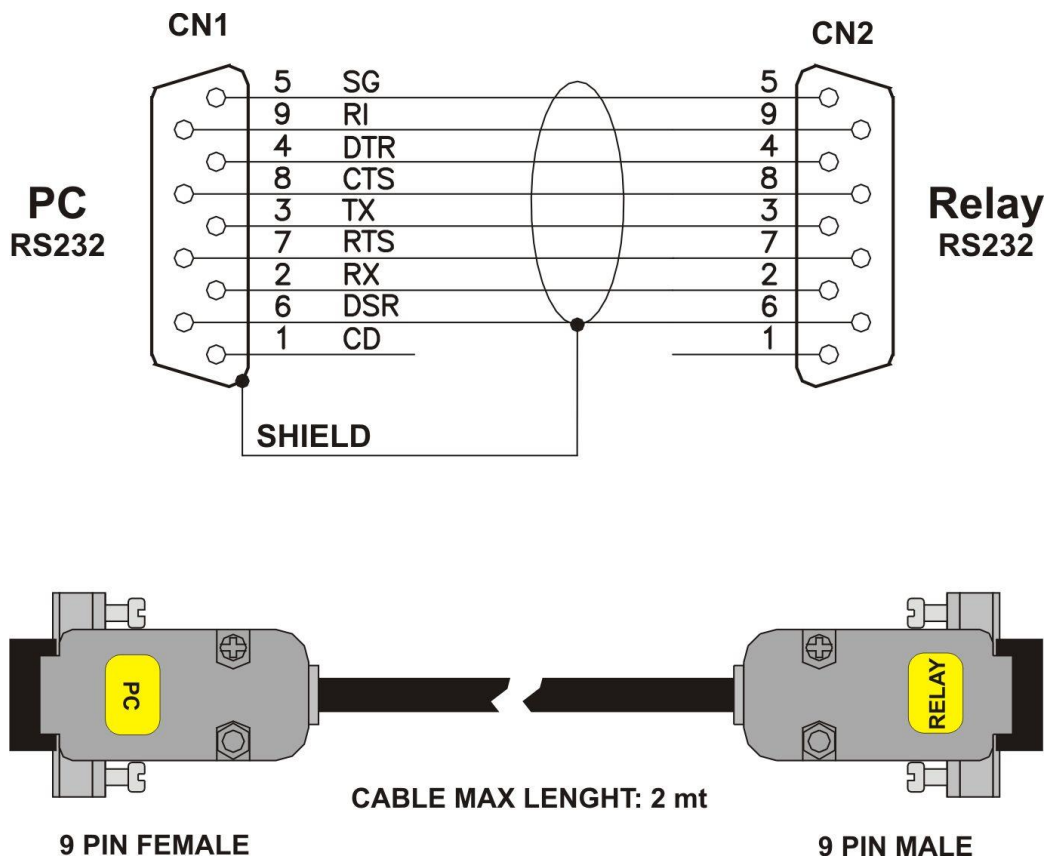 CN1
CN2
5 SG 5
9 RI 9
4 DTR 4
8 CTS 8
3 TX 3
7 RTS 7
2 RX 2
6 DSR 6
1 CD 1
PC
RS232
Relay
RS232
SHIELD
PC
RELAY
CABLE MAX LENGHT: 2 mt
9 PIN FEMALE
9 PIN MALE